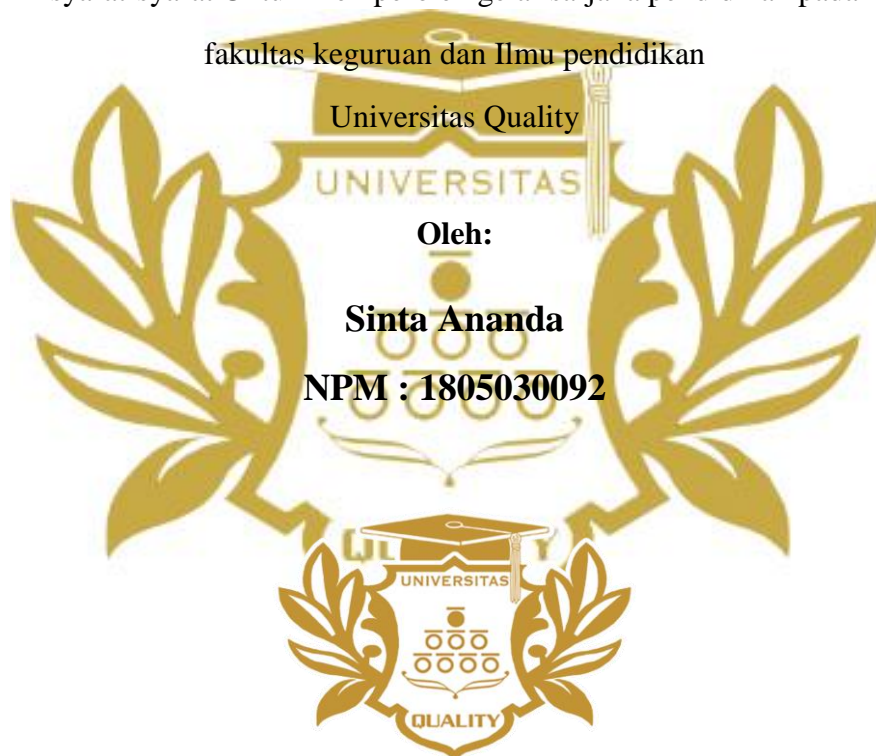 fakultas keguruan dan Ilmu pendidikan
Universitas Quality
UNIVERSITAS
Oleh:
Sinta Ananda
NPM : 1805030092
UNIVERSITAS
QUALITY